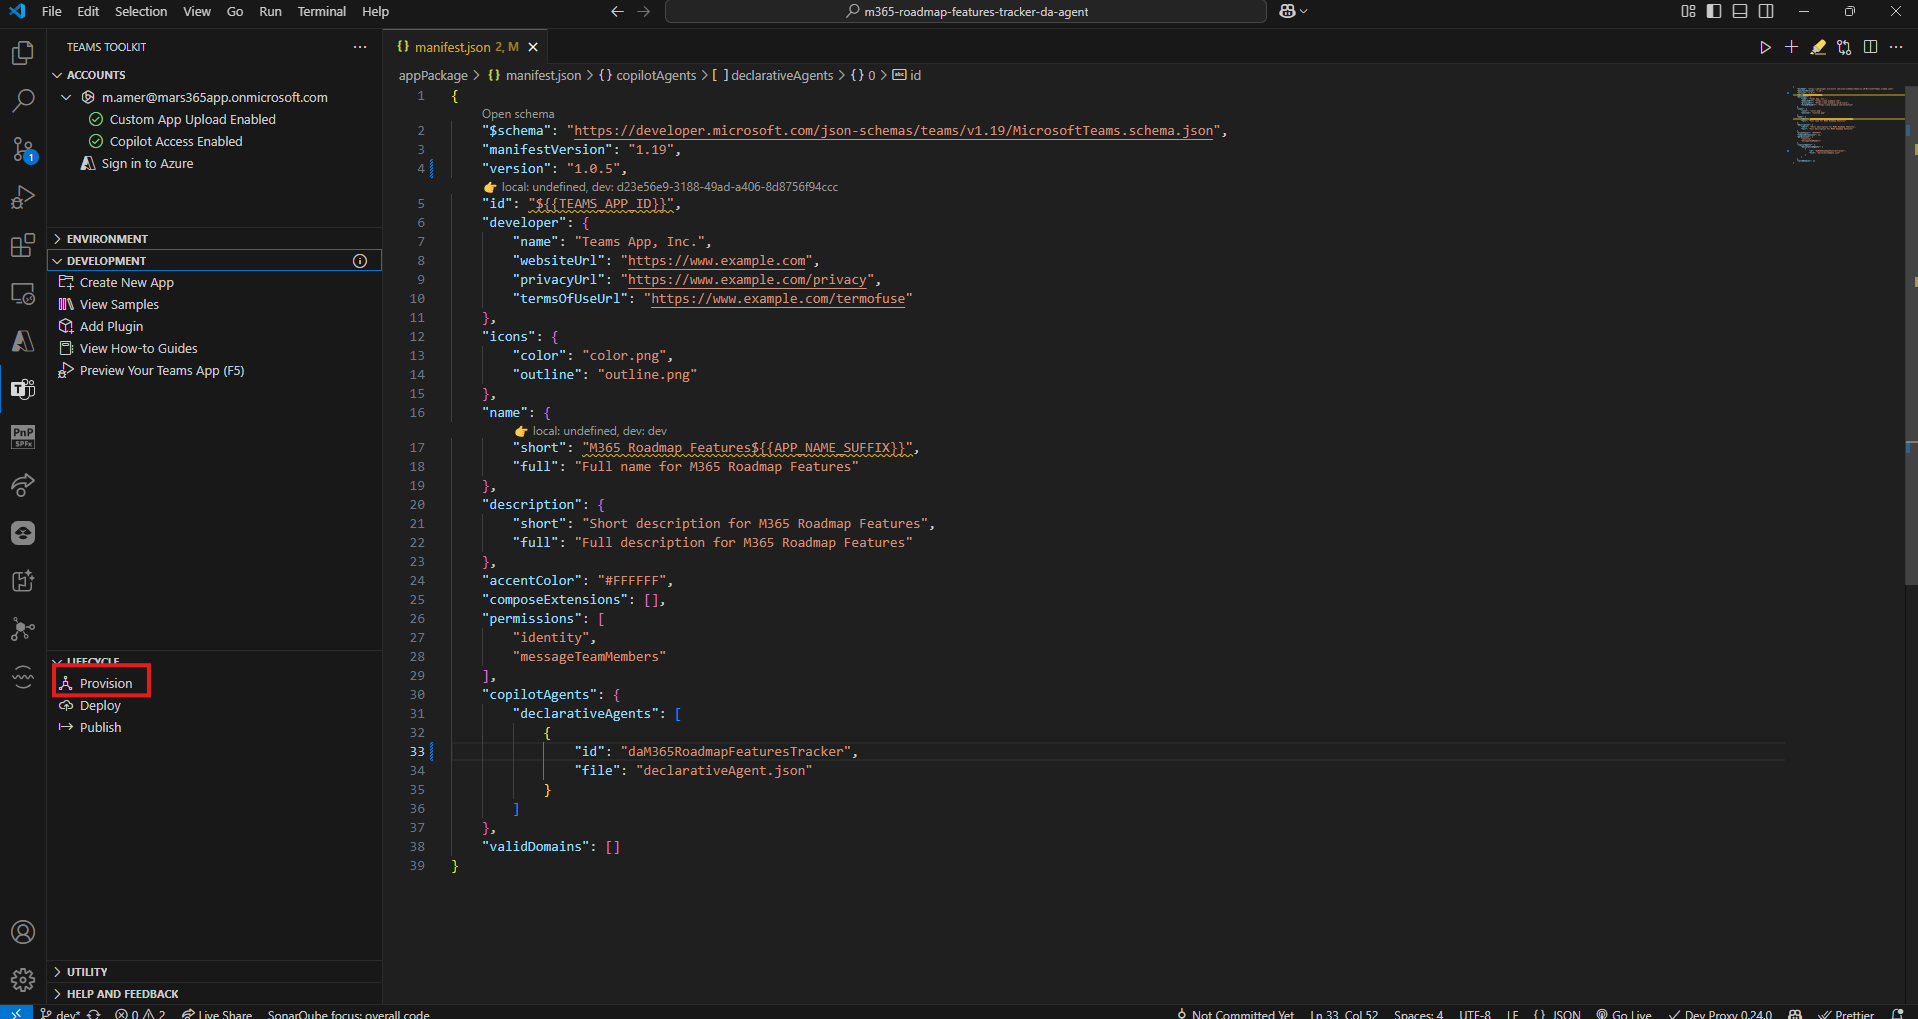 File Edit Selection View Go Run Terminal Help
m365-roadmap-features-tracker-da-agent
TEAMS TOOLKIT
ACCOUNTS
m.amer@mars365app.onmicrosoft.com
Custom App Upload Enabled
Copilot Access Enabled
Sign in to Azure
1
ENVIRONMENT
DEVELOPMENT
Create New App
View Samples
Add Plugin
View How-to Guides
Preview Your Teams App (F5)
PnP
SPFx
LIFECYCLE
Provision
Deploy
Publish
UTILITY
HELP AND FEEDBACK
{} manifest.json 2, M
appPackage > {} manifest.json > {} copilotAgents > [ ] declarativeAgents > {} 0 > abc id
1 {
Open schema
2 "$schema": "https://developer.microsoft.com/json-schemas/teams/v1.19/MicrosoftTeams.schema.json",
3 "manifestVersion": "1.19",
4 "version": "1.0.5",
👉 local: undefined, dev: d23e56e9-3188-49ad-a406-8d8756f94ccc
5 "id": "${{TEAMS_APP_ID}}",
6 "developer": {
7 "name": "Teams App, Inc.",
8 "websiteUrl": "https://www.example.com",
9 "privacyUrl": "https://www.example.com/privacy",
10 "termsOfUseUrl": "https://www.example.com/termofuse"
11 },
12 "icons": {
13 "color": "color.png",
14 "outline": "outline.png"
15 },
16 "name": {
👉 local: undefined, dev: dev
17 "short": "M365 Roadmap Features${{APP_NAME_SUFFIX}}",
18 "full": "Full name for M365 Roadmap Features"
19 },
20 "description": {
21 "short": "Short description for M365 Roadmap Features",
22 "full": "Full description for M365 Roadmap Features"
23 },
24 "accentColor": "#FFFFFF",
25 "composeExtensions": [],
26 "permissions": [
27 "identity",
28 "messageTeamMembers"
29 ],
30 "copilotAgents": {
31 "declarativeAgents": [
32 {
33 "id": "daM365RoadmapFeaturesTracker",
34 "file": "declarativeAgent.json"
35 }
36 ]
37 },
38 "validDomains": []
39 }
dev* 0 2 Live Share SonarQube focus: overall code Not Committed Yet Ln 33, Col 52 Spaces: 4 UTF-8 LF {} JSON Go Live Dev Proxy 0.24.0 Prettier